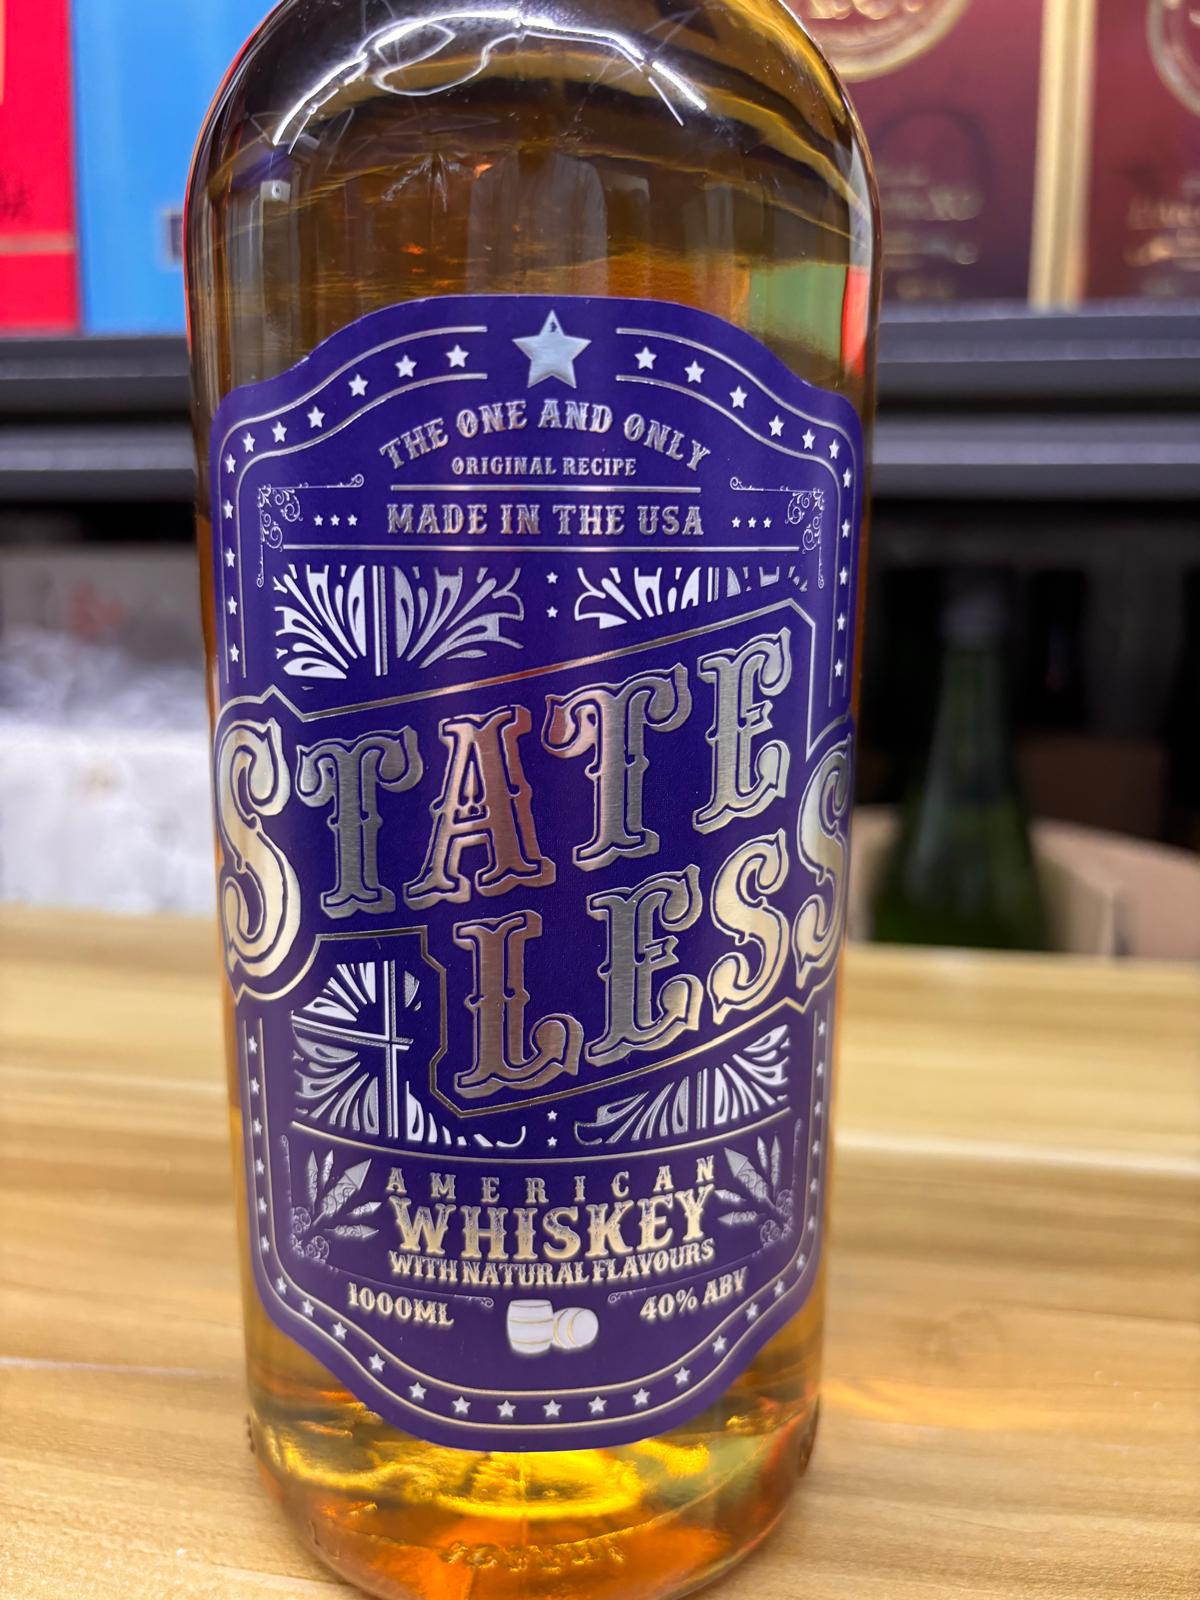 THE ONE AND ONLY
ORIGINAL RECIPE
MADE IN THE USA
STATE
LESS
AMERICAN
WHISKEY
WITH NATURAL FLAVOURS
1000ML
40% ABV